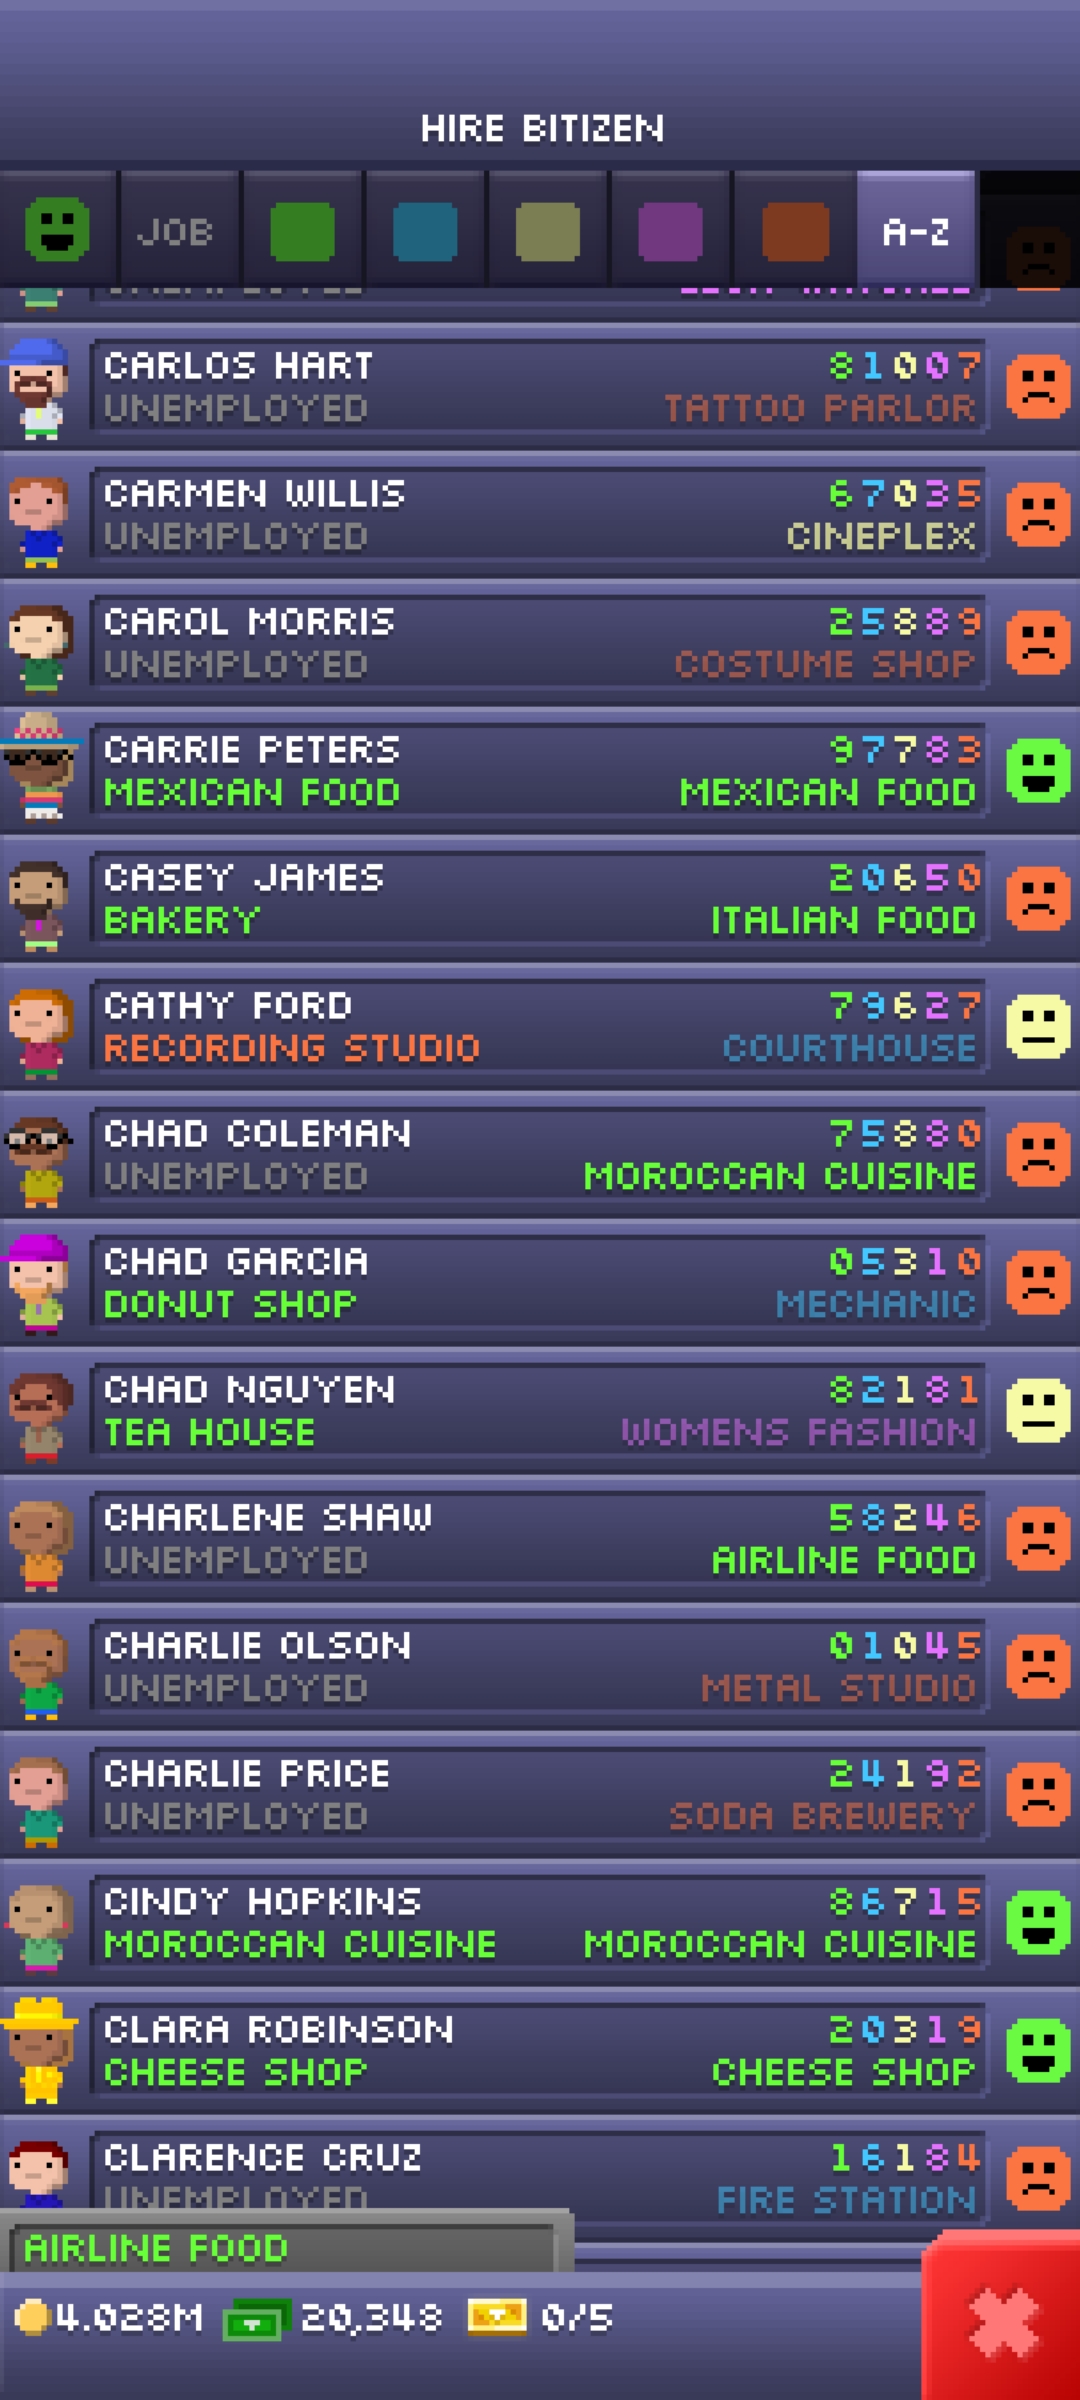 HIRE BITIZEN
JOB
A-Z
CARLOS HART 81007
UNEMPLOYED TATTOO PARLOR
CARMEN WILLIS 67035
UNEMPLOYED CINEPLEX
CAROL MORRIS 25889
UNEMPLOYED COSTUME SHOP
CARRIE PETERS 97783
MEXICAN FOOD MEXICAN FOOD
CASEY JAMES 20650
BAKERY ITALIAN FOOD
CATHY FORD 79627
RECORDING STUDIO COURTHOUSE
CHAD COLEMAN 75880
UNEMPLOYED MOROCCAN CUISINE
CHAD GARCIA 05310
DONUT SHOP MECHANIC
CHAD NGUYEN 82181
TEA HOUSE WOMENS FASHION
CHARLENE SHAW 58246
UNEMPLOYED AIRLINE FOOD
CHARLIE OLSON 01045
UNEMPLOYED METAL STUDIO
CHARLIE PRICE 24192
UNEMPLOYED SODA BREWERY
CINDY HOPKINS 86715
MOROCCAN CUISINE MOROCCAN CUISINE
CLARA ROBINSON 20319
CHEESE SHOP CHEESE SHOP
CLARENCE CRUZ 16184
UNEMPLOYED FIRE STATION
AIRLINE FOOD
4.028M 20,348 0/5